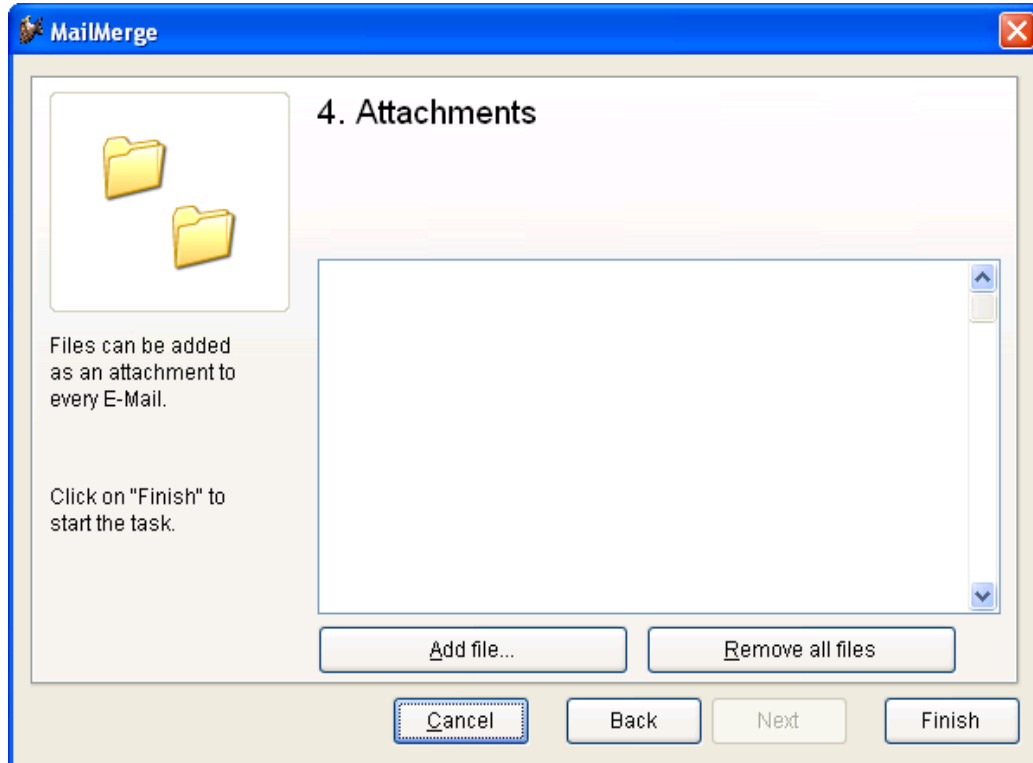 MailMerge
4. Attachments
Files can be added
as an attachment to
every E-Mail.
Click on "Finish" to
start the task.
Add file...
Remove all files
Cancel
Back
Next
Finish